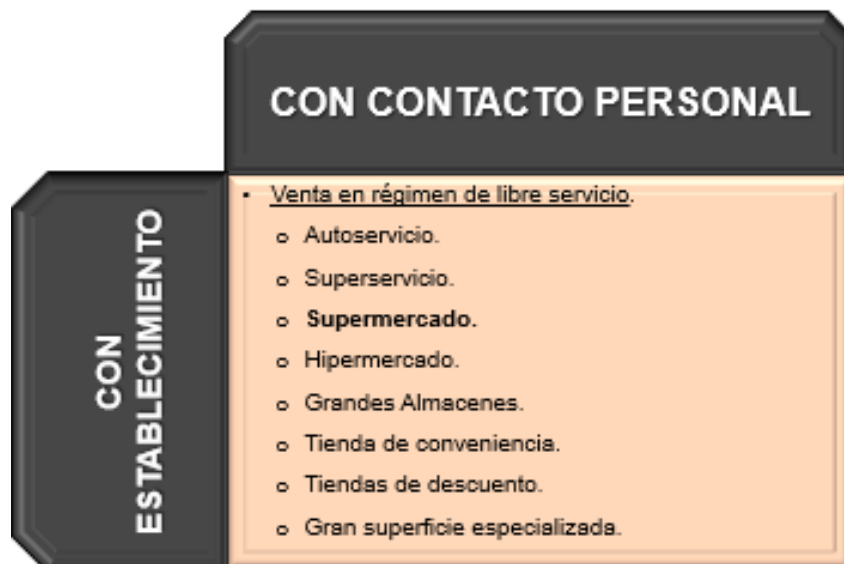 CON CONTACTO PERSONAL
CON
ESTABLECIMIENTO
• Venta en régimen de libre servicio.
o Autoservicio.
o Superservicio.
o Supermercado.
o Hipermercado.
o Grandes Almacenes.
o Tienda de conveniencia.
o Tiendas de descuento.
o Gran superficie especializada.